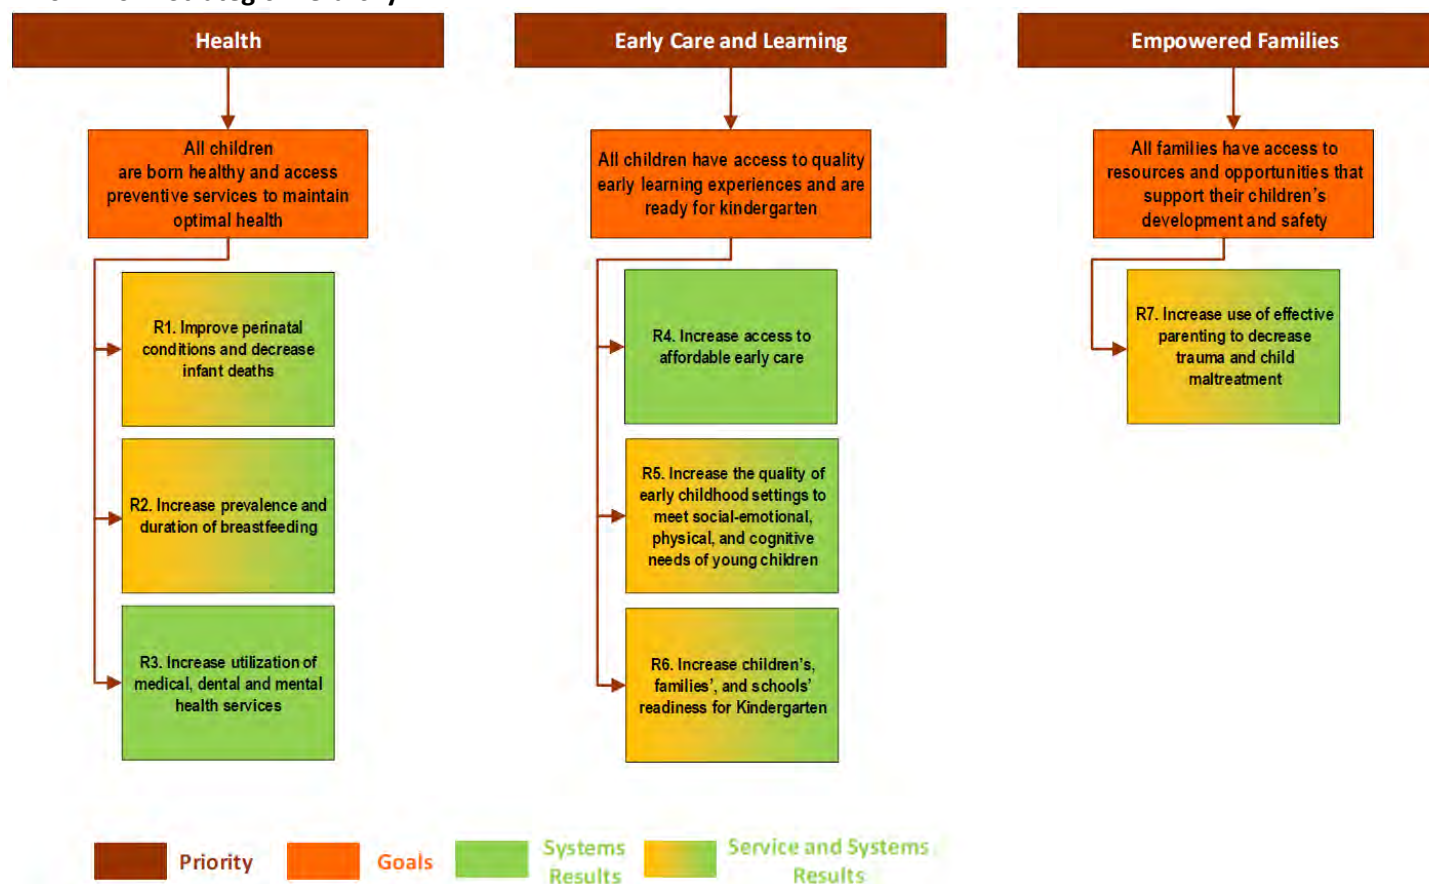 Health
All children
are born healthy and access
preventive services to maintain
optimal health
R1. Improve perinatal
conditions and decrease
infant deaths
R2. Increase prevalence and
duration of breastfeeding
R3. Increase utilization of
medical, dental and mental
health services
Early Care and Learning
All children have access to quality
early learning experiences and are
ready for kindergarten
R4. Increase access to
affordable early care
R5. Increase the quality of
early childhood settings to
meet social-emotional,
physical, and cognitive
needs of young children
R6. Increase children's,
families', and schools'
readiness for Kindergarten
Empowered Families
All families have access to
resources and opportunities that
support their children's
development and safety
R7. Increase use of effective
parenting to decrease
trauma and child
maltreatment
Priority
Goals
Systems
Results
Service and Systems
Results